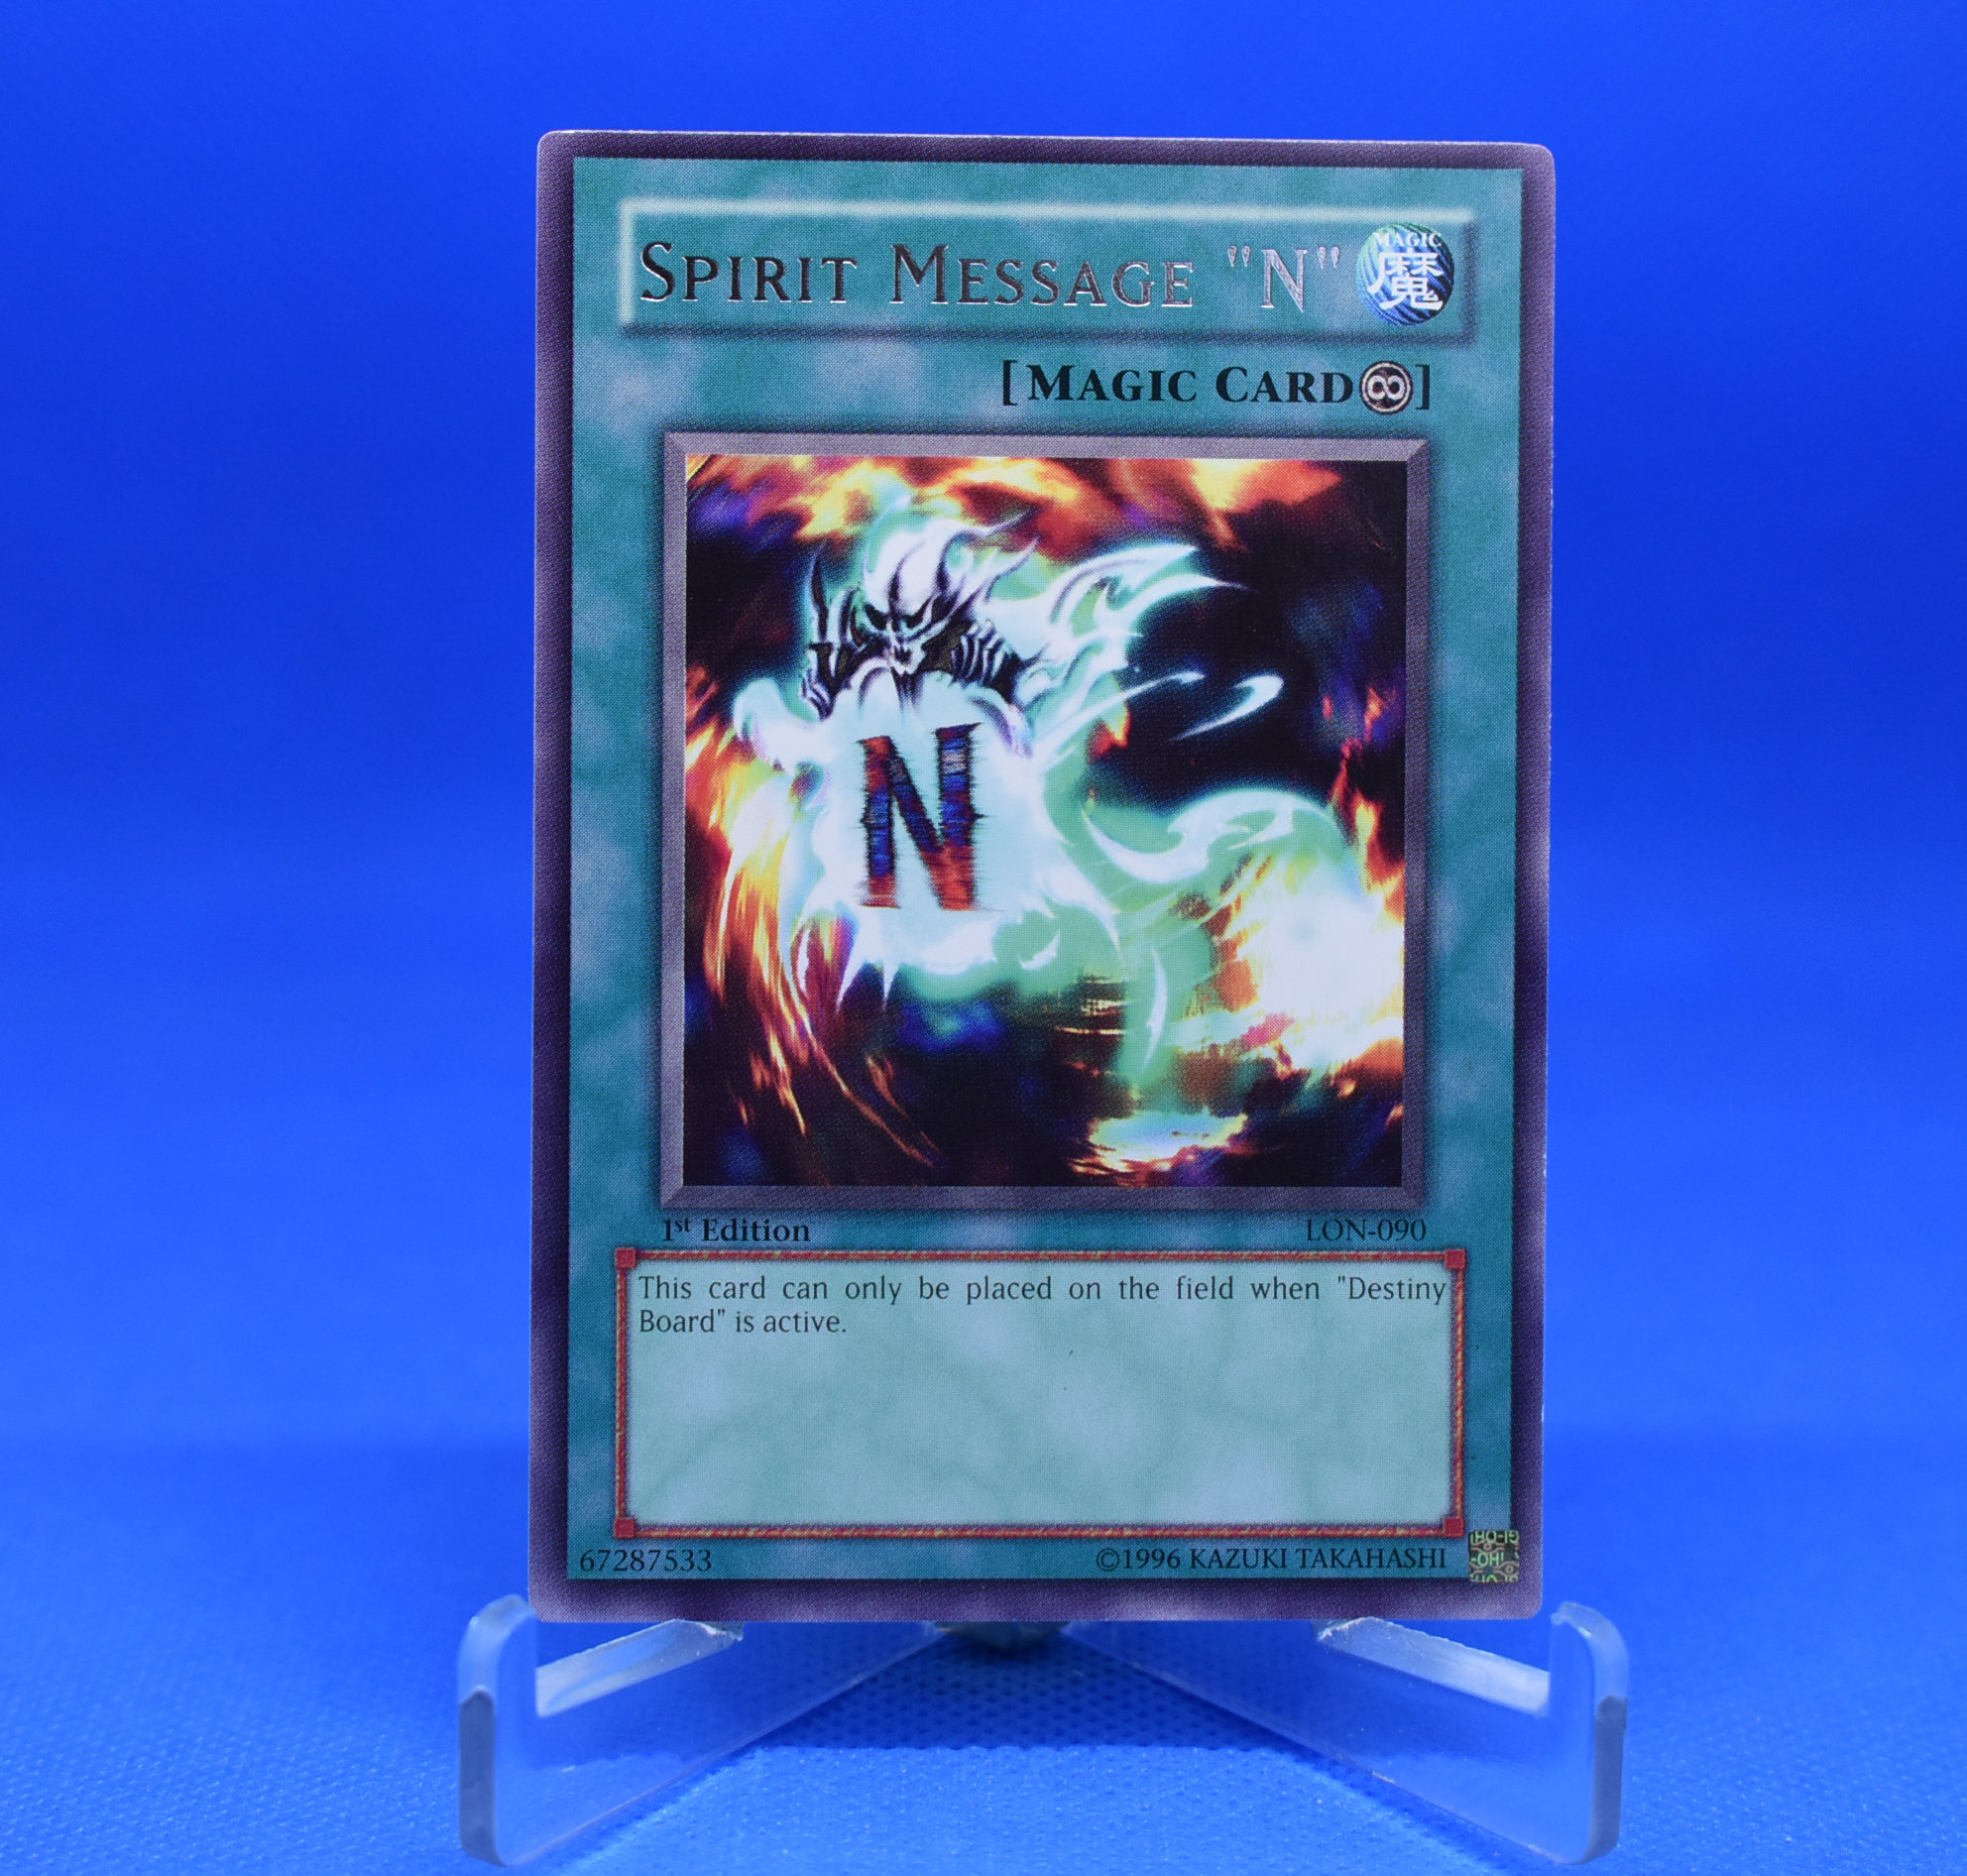 Spirit Message "N"
MAGIC
魔
[Magic Card]
N
1st Edition
LON-090
This card can only be placed on the field when "Destiny
Board" is active.
67287533
©1996 KAZUKI TAKAHASHI
-OH!